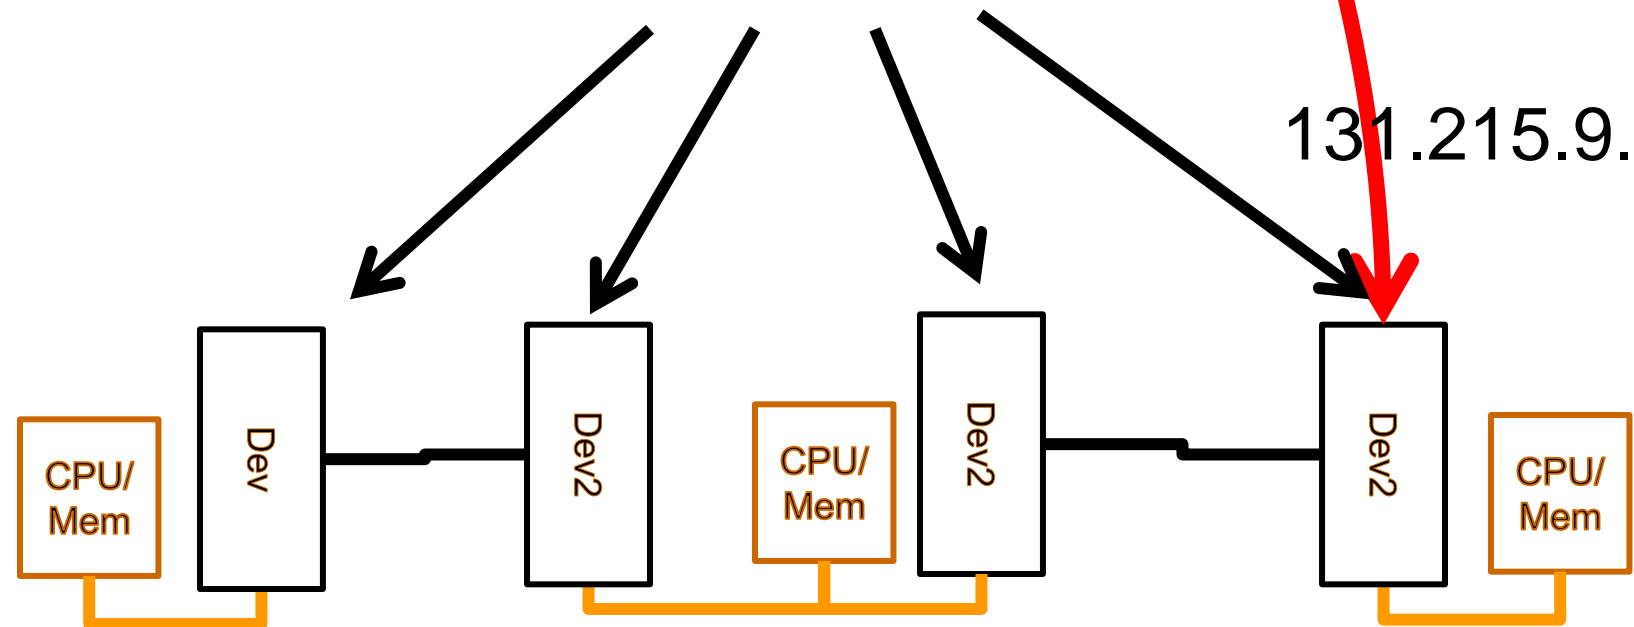 131.215.9.
CPU/
Mem
Dev
Dev2
CPU/
Mem
Dev2
Dev2
CPU/
Mem